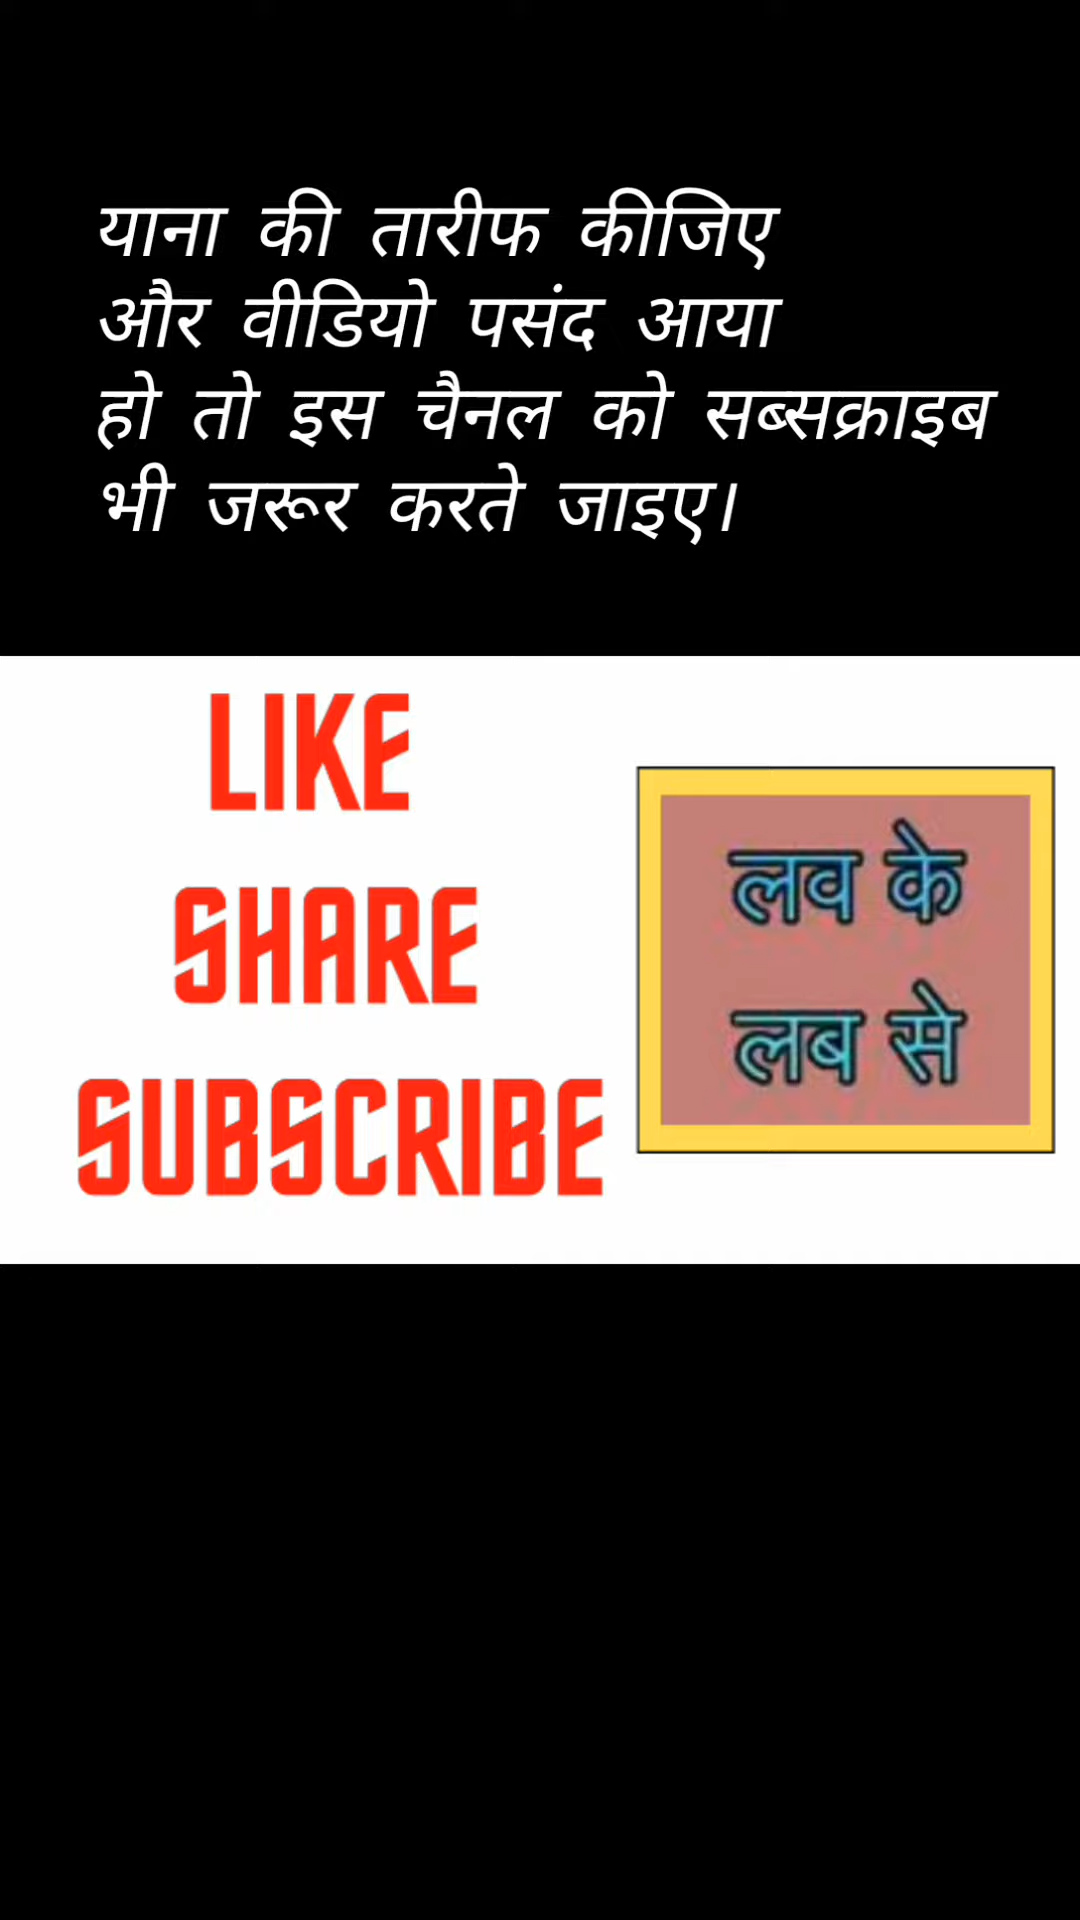 याना की तारीफ कीजिए
और वीडियो पसंद आया
हो तो इस चैनल को सब्सक्राइब
भी जरूर करते जाइए।
LIKE
SHARE
SUBSCRIBE
लव के
लब से